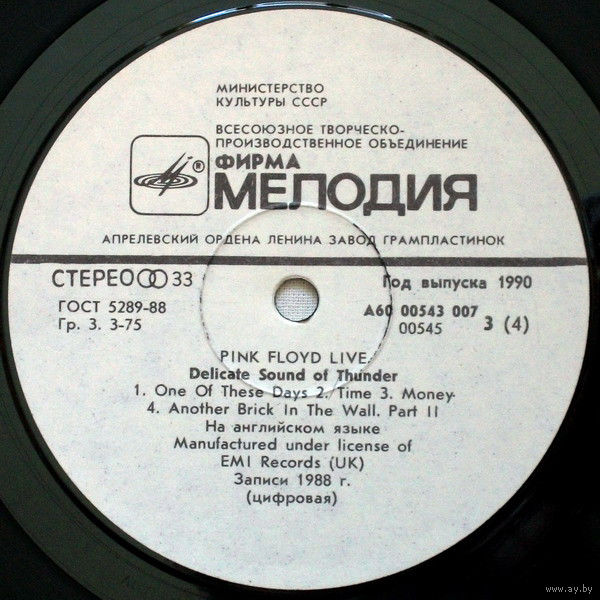 МИНИСТЕРСТВО
КУЛЬТУРЫ СССР
ВСЕСОЮЗНОЕ ТВОРЧЕСКО-
ПРОИЗВОДСТВЕННОЕ ОБЪЕДИНЕНИЕ
® ФИРМА
МЕЛОДИЯ
АПРЕЛЕВСКИЙ ОРДЕНА ЛЕНИНА ЗАВОД ГРАМПЛАСТИНОК
СТЕРЕО 33
Год выпуска 1990
ГОСТ 5289-88
Гр. 3. 3-75
А60 00543 007
00545
3 (4)
PINK FLOYD LIVE.
Delicate Sound of Thunder
1. One Of These Days 2. Time 3. Money
4. Another Brick In The Wall. Part II
На английском языке
Manufactured under license of
EMI Records (UK)
Записи 1988 г.
(цифровая)
www.ay.by